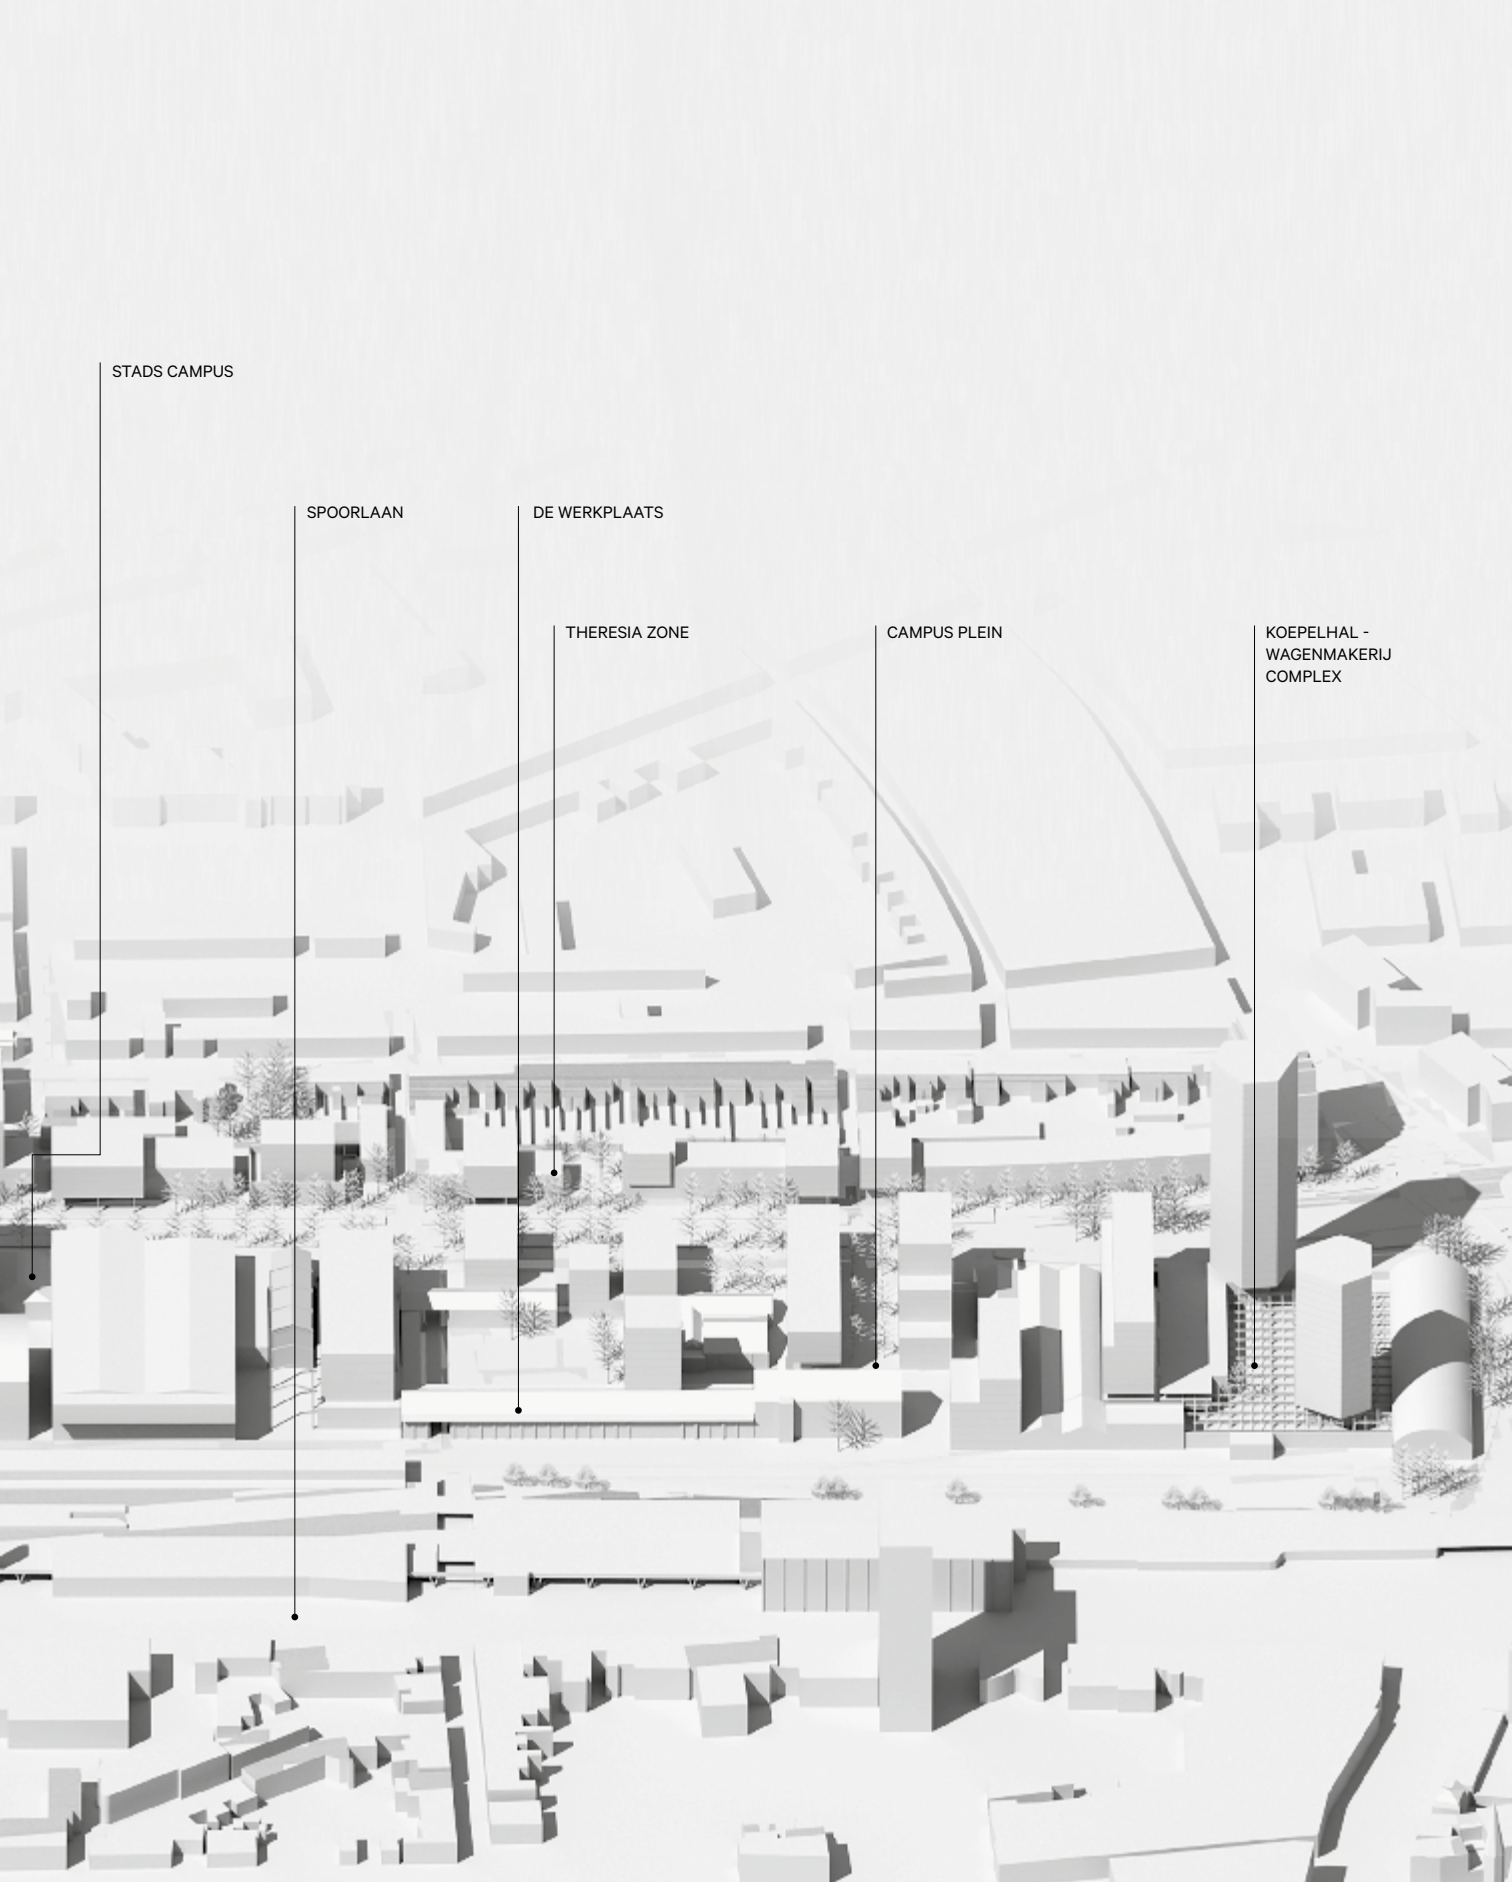 STADS CAMPUS
SPOORLAAN
DE WERKPLAATS
THERESIA ZONE
CAMPUS PLEIN
KOEPELHAL -
WAGENMAKERIJ
COMPLEX